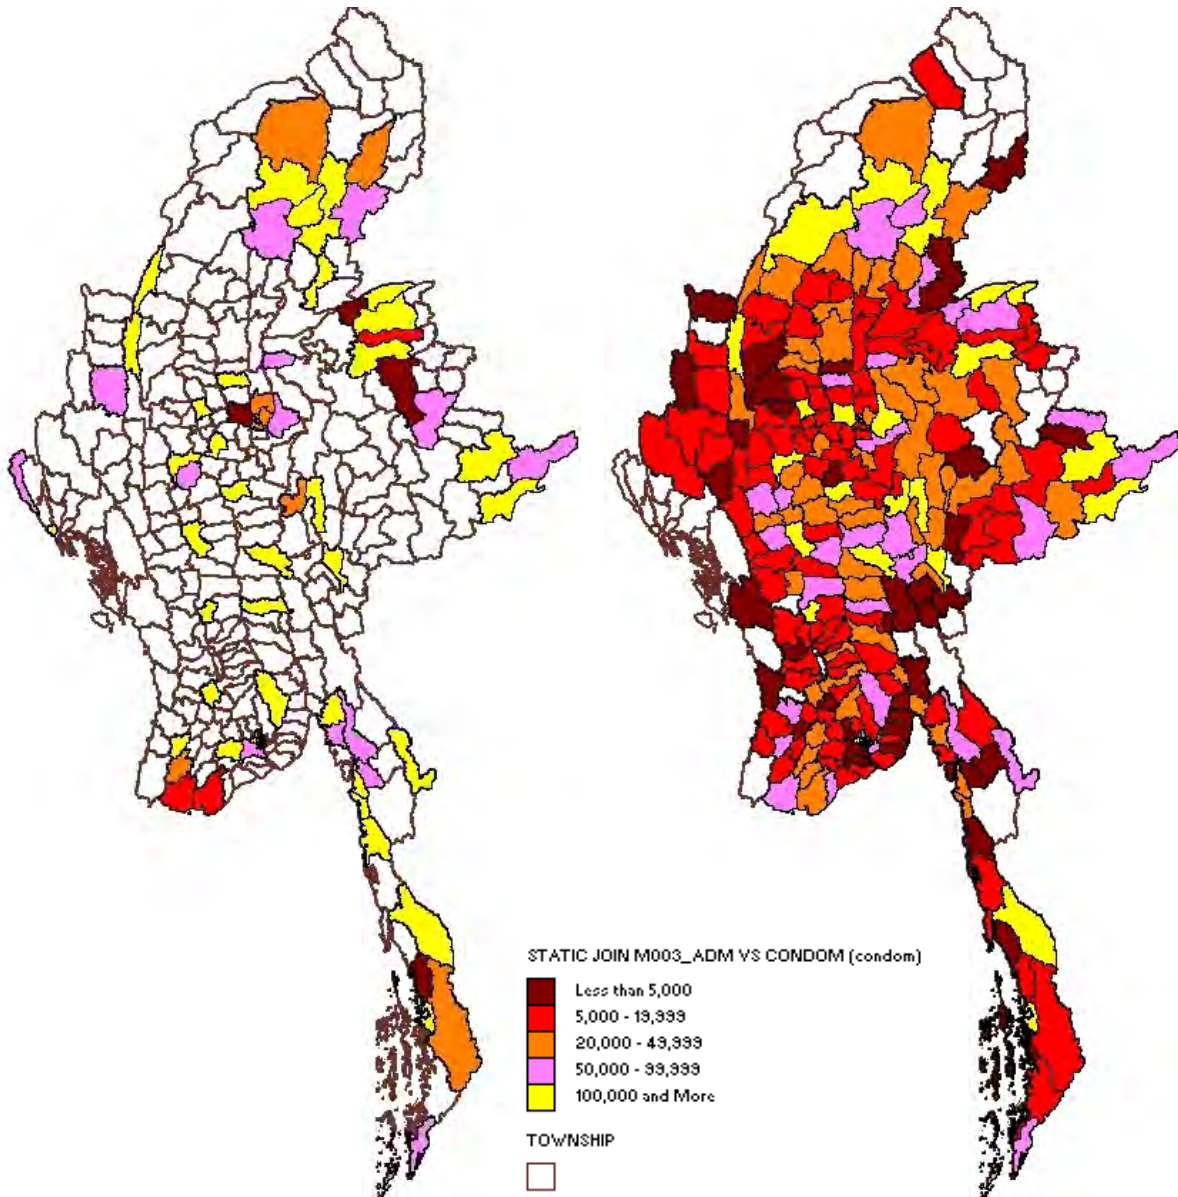 STATIC JOIN M003_ADM VS CONDOM (condom)
Less than 5,000
5,000 - 19,999
20,000 - 49,999
50,000 - 99,999
100,000 and More
TOWNSHIP